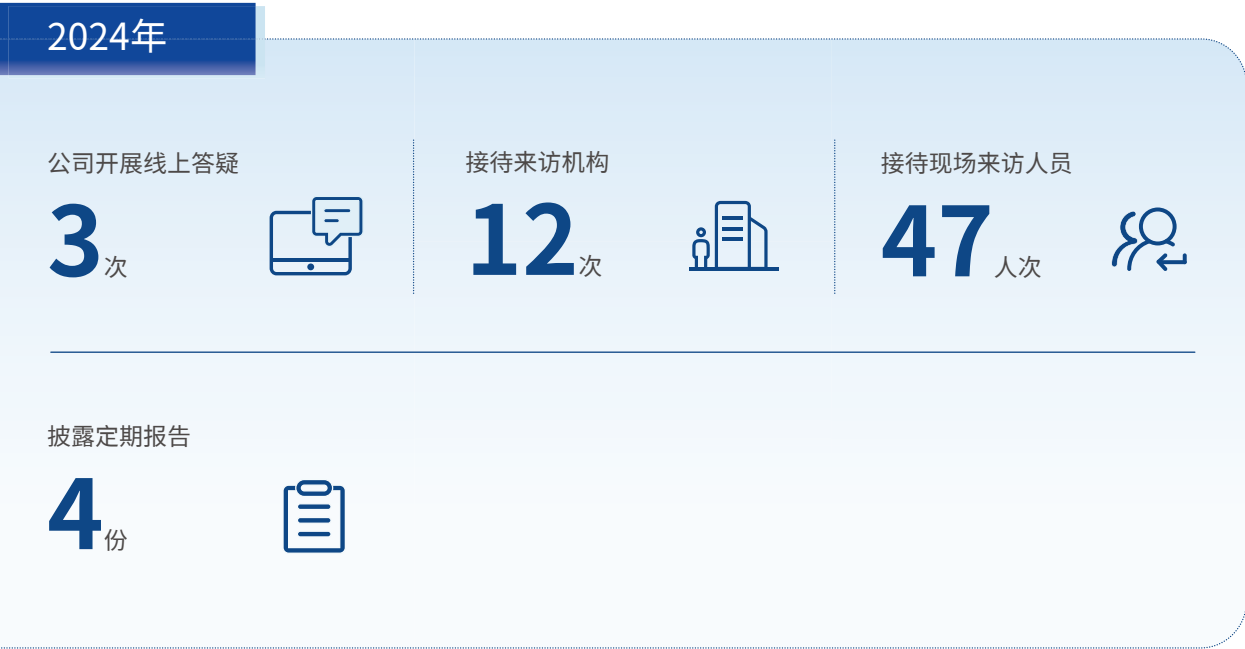 2024年
公司开展线上答疑
3次
接待来访机构
12次
接待现场来访人员
47人次
披露定期报告
4份